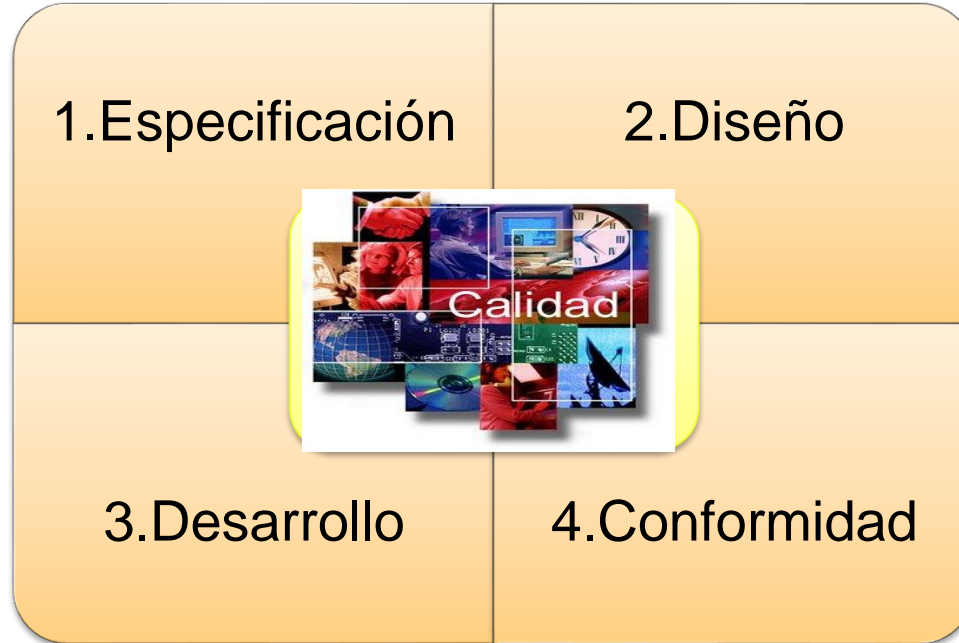 1.Especificación
2.Diseño
Calidad
3.Desarrollo
4.Conformidad